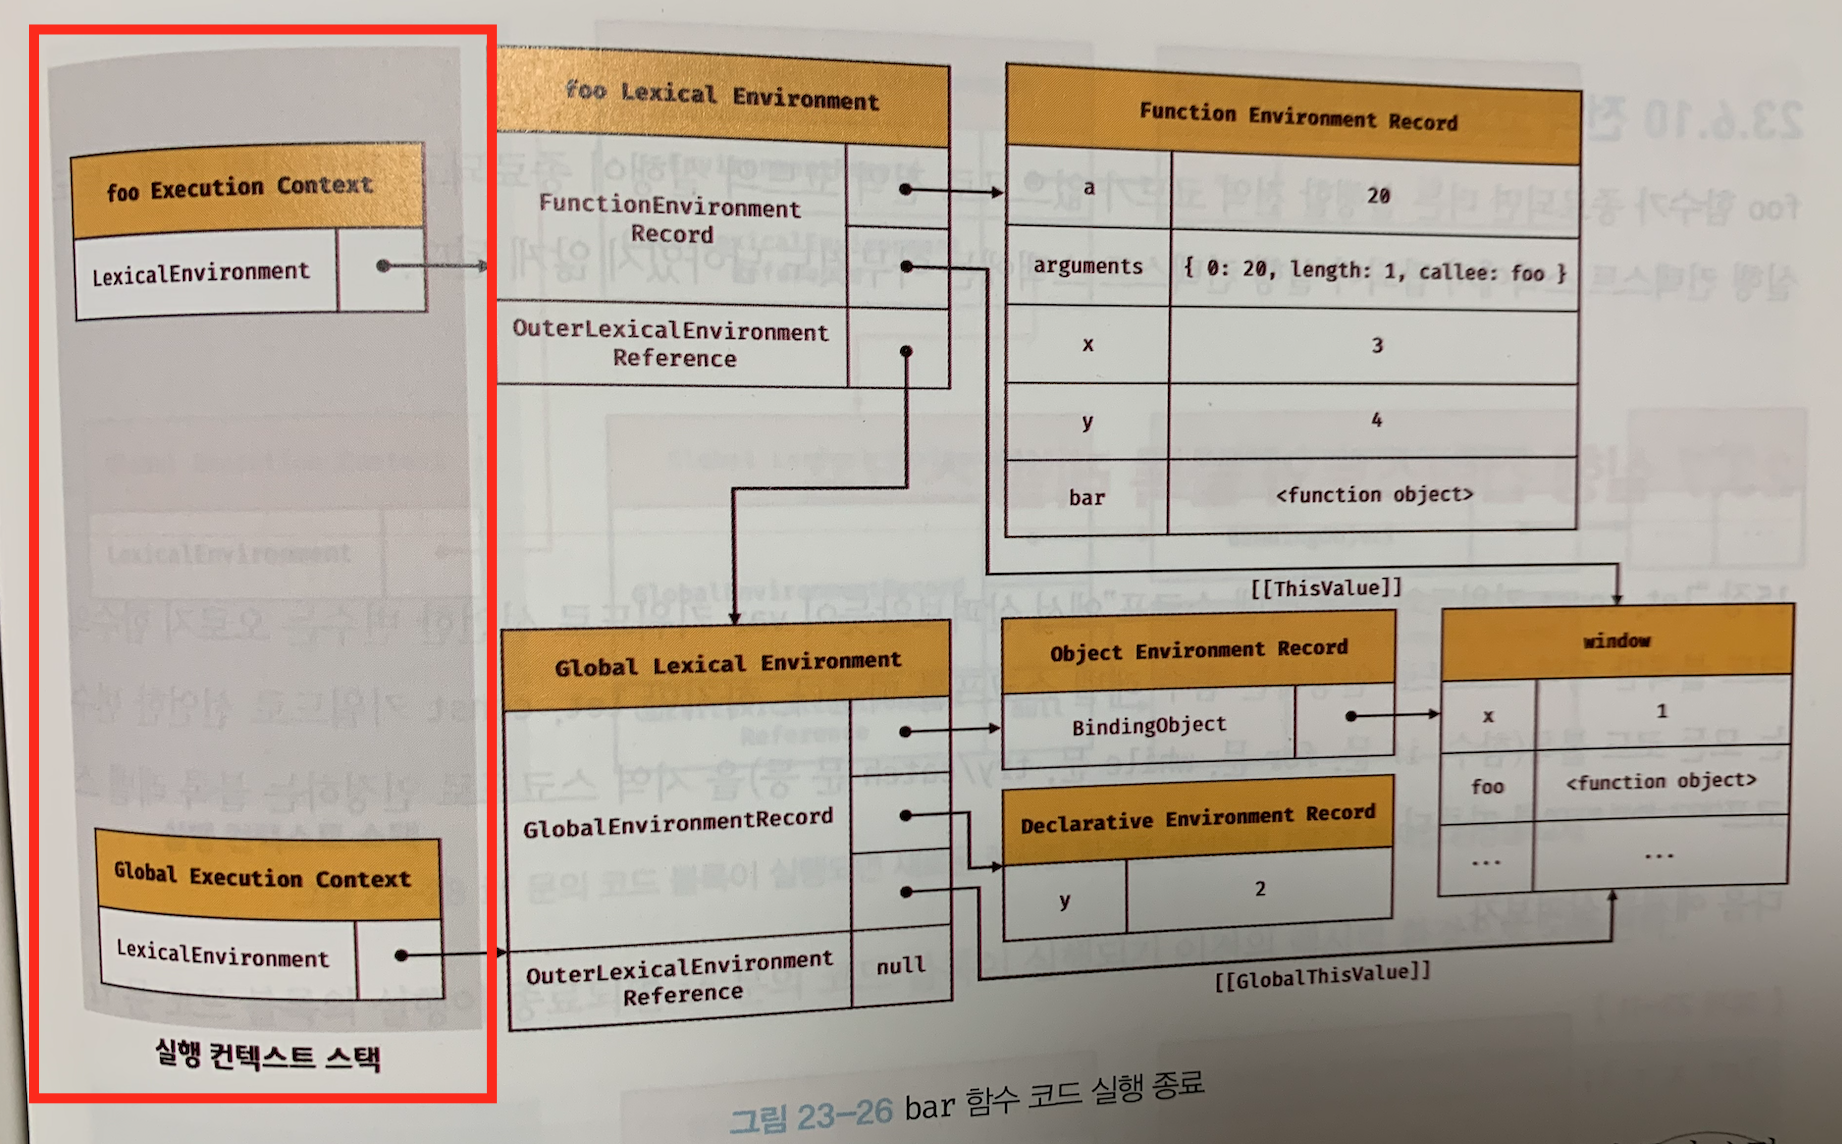 foo Execution Context
LexicalEnvironment
Global Execution Context
LexicalEnvironment
실행 컨텍스트 스택
foo Lexical Environment
FunctionEnvironment
Record
OuterLexicalEnvironment
Reference
Function Environment Record
a 20
arguments { 0: 20, length: 1, callee: foo }
x 3
y 4
bar <function object>
[[ThisValue]]
Global Lexical Environment
GlobalEnvironmentRecord
OuterLexicalEnvironment
Reference
null
Object Environment Record
BindingObject
Declarative Environment Record
y 2
window
x 1
foo <function object>
... ...
[[GlobalThisValue]]
그림 23-26 bar 함수 코드 실행 종료